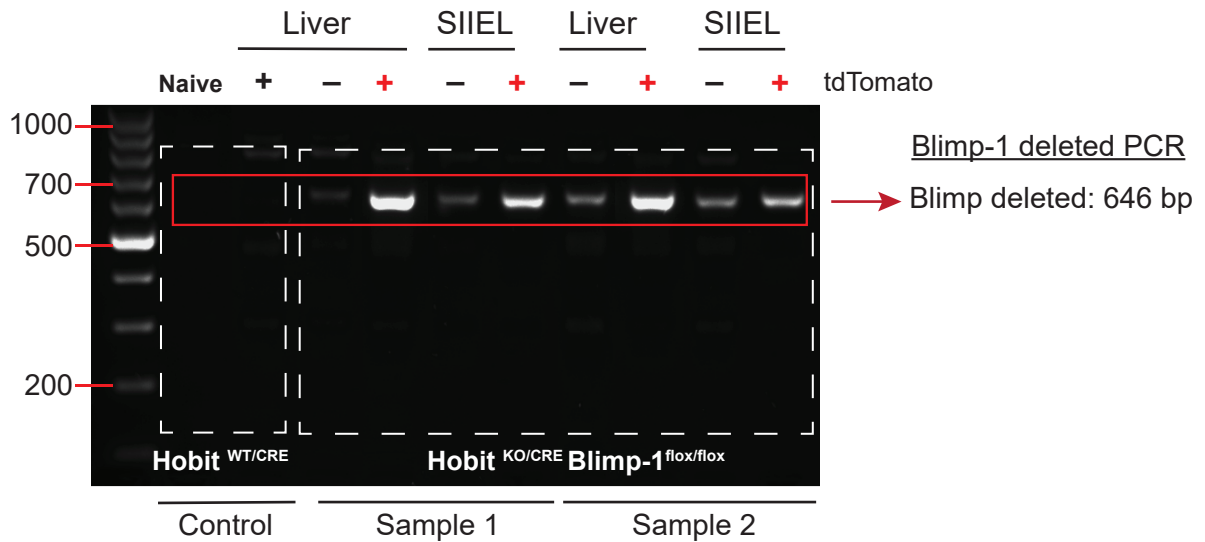 Liver SIIEL Liver SIIEL
Naive + – + – + – + – + tdTomato
1000
700
500
200
Blimp-1 deleted PCR
Blimp deleted: 646 bp
Hobit WT/CRE Hobit KO/CRE Blimp-1flox/flox
Control Sample 1 Sample 2